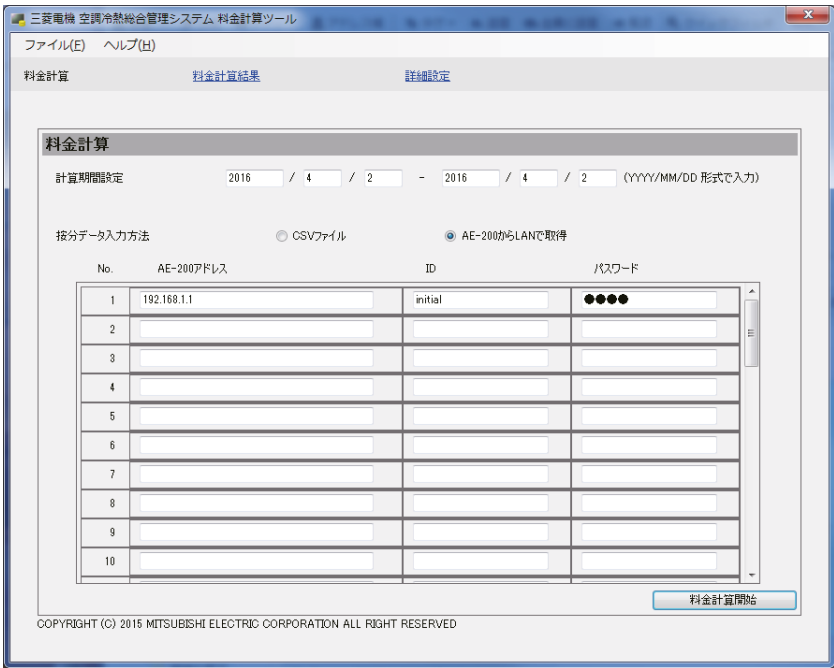 三菱電機 空調冷熱総合管理システム 料金計算ツール
ファイル(F) ヘルプ(H)
料金計算 料金計算結果 詳細設定
料金計算
計算期間設定 2016 / 4 / 2 - 2016 / 4 / 2 (YYYY/MM/DD 形式で入力)
按分データ入力方法 CSVファイル AE-200からLANで取得
No. AE-200アドレス ID パスワード
1 192.168.1.1 initial ●●●●
2
3
4
5
6
7
8
9
10
料金計算開始
COPYRIGHT (C) 2015 MITSUBISHI ELECTRIC CORPORATION ALL RIGHT RESERVED